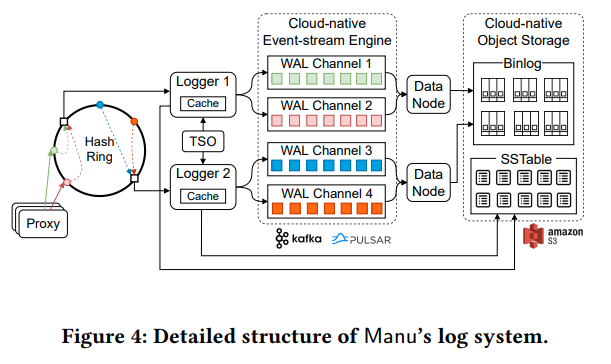 Cloud-native
Event-stream Engine
Cloud-native
Object Storage
Logger 1
Cache
WAL Channel 1
WAL Channel 2
Data
Node
Binlog
Hash
Ring
TSO
Logger 2
Cache
WAL Channel 3
WAL Channel 4
Data
Node
SSTable
Proxy
kafka
PULSAR
amazon
S3
Figure 4: Detailed structure of Manu's log system.